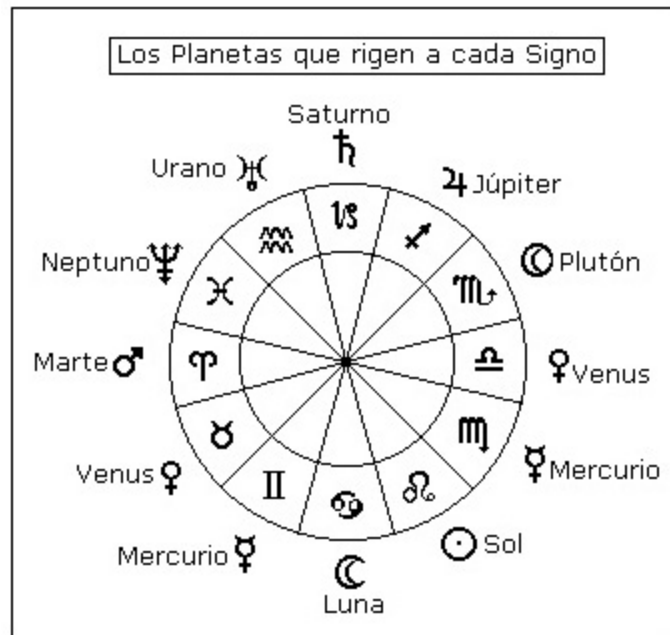 Los Planetas que rigen a cada Signo
Saturno
♄
Urano ♅
♃ Júpiter
♒ ♑ ♐
Neptuno ♆
Plutón
♓ ♏
Marte ♂
♈ ♎
♀ Venus
♉
Venus ♀
☿ Mercurio
♊ ♋ ♌
Mercurio ☿
☉ Sol
☾
Luna